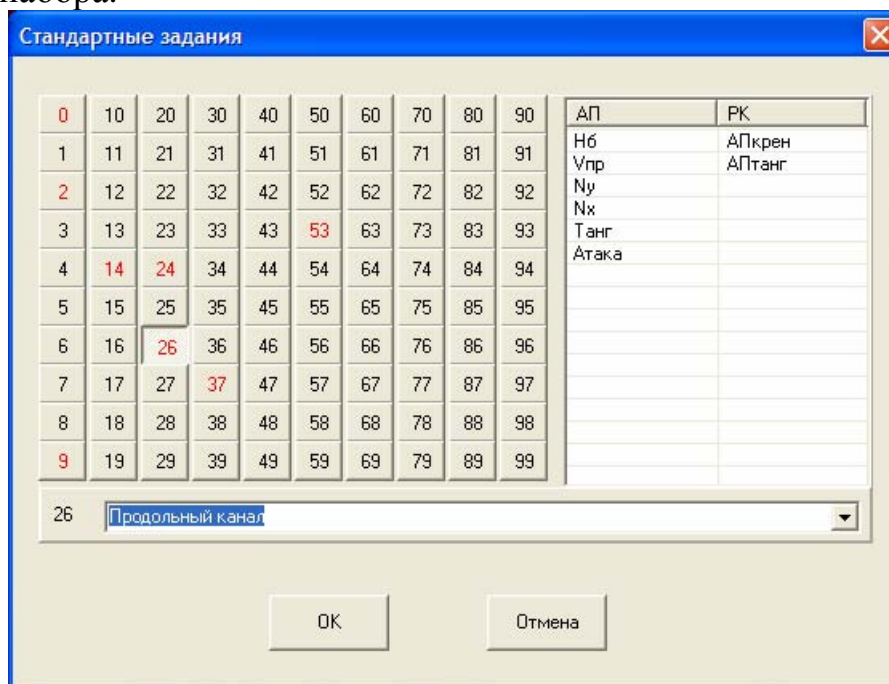 набора.
Стандартные задания
0 10 20 30 40 50 60 70 80 90 АП РК
1 11 21 31 41 51 61 71 81 91 Нб АПкрен
2 12 22 32 42 52 62 72 82 92 Vпр АПтанг
Ny
Nx
3 13 23 33 43 53 63 73 83 93 Танг
4 14 24 34 44 54 64 74 84 94 Атака
5 15 25 35 45 55 65 75 85 95
6 16 26 36 46 56 66 76 86 96
7 17 27 37 47 57 67 77 87 97
8 18 28 38 48 58 68 78 88 98
9 19 29 39 49 59 69 79 89 99
26 Продольный канал
ОК Отмена